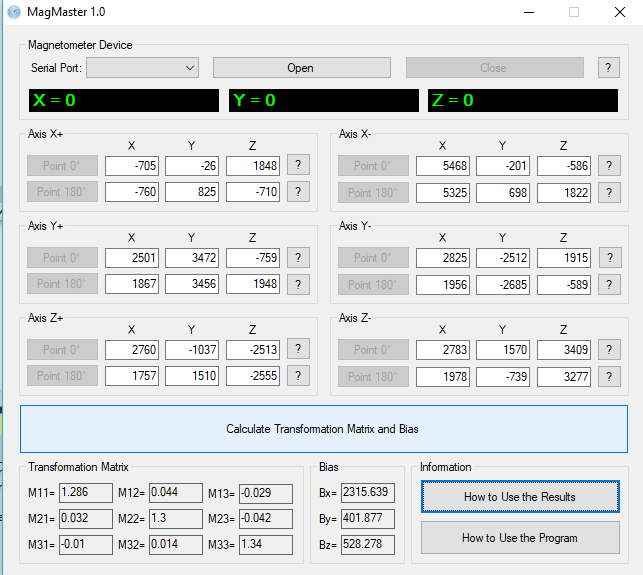 MagMaster 1.0
Magnetometer Device
Serial Port: Open Close ?
X = 0 Y = 0 Z = 0
Axis X+ Axis X-
X Y Z X Y Z
Point 0° -705 -26 1848 ? Point 0° 5468 -201 -586 ?
Point 180° -760 825 -710 ? Point 180° 5325 698 1822 ?
Axis Y+ Axis Y-
X Y Z X Y Z
Point 0° 2501 3472 -759 ? Point 0° 2825 -2512 1915 ?
Point 180° 1867 3456 1948 ? Point 180° 1956 -2685 -589 ?
Axis Z+ Axis Z-
X Y Z X Y Z
Point 0° 2760 -1037 -2513 ? Point 0° 2783 1570 3409 ?
Point 180° 1757 1510 -2555 ? Point 180° 1978 -739 3277 ?
Calculate Transformation Matrix and Bias
Transformation Matrix Bias Information
M11= 1.286 M12= 0.044 M13= -0.029 Bx= 2315.639 How to Use the Results
M21= 0.032 M22= 1.3 M23= -0.042 By= 401.877
M31= -0.01 M32= 0.014 M33= 1.34 Bz= 528.278 How to Use the Program